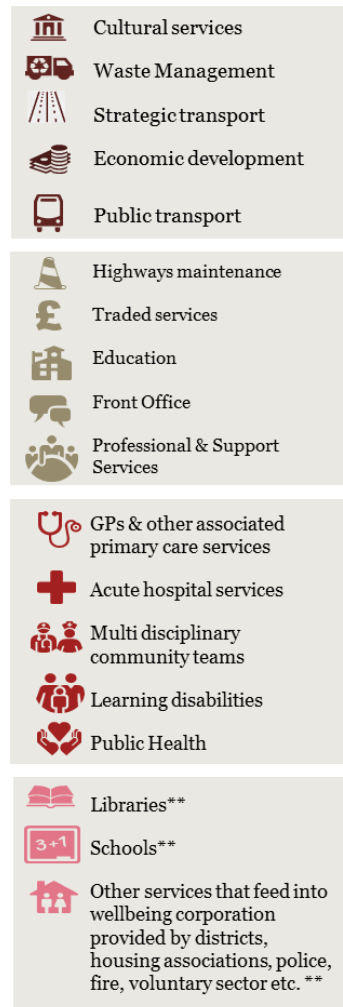 Cultural services
Waste Management
Strategic transport
Economic development
Public transport
Highways maintenance
£
Traded services
Education
Front Office
Professional & Support
Services
GPs & other associated
primary care services
Acute hospital services
Multi disciplinary
community teams
Learning disabilities
Public Health
Libraries**
3+1
Schools**
Other services that feed into
wellbeing corporation
provided by districts,
housing associations, police,
fire, voluntary sector etc. **